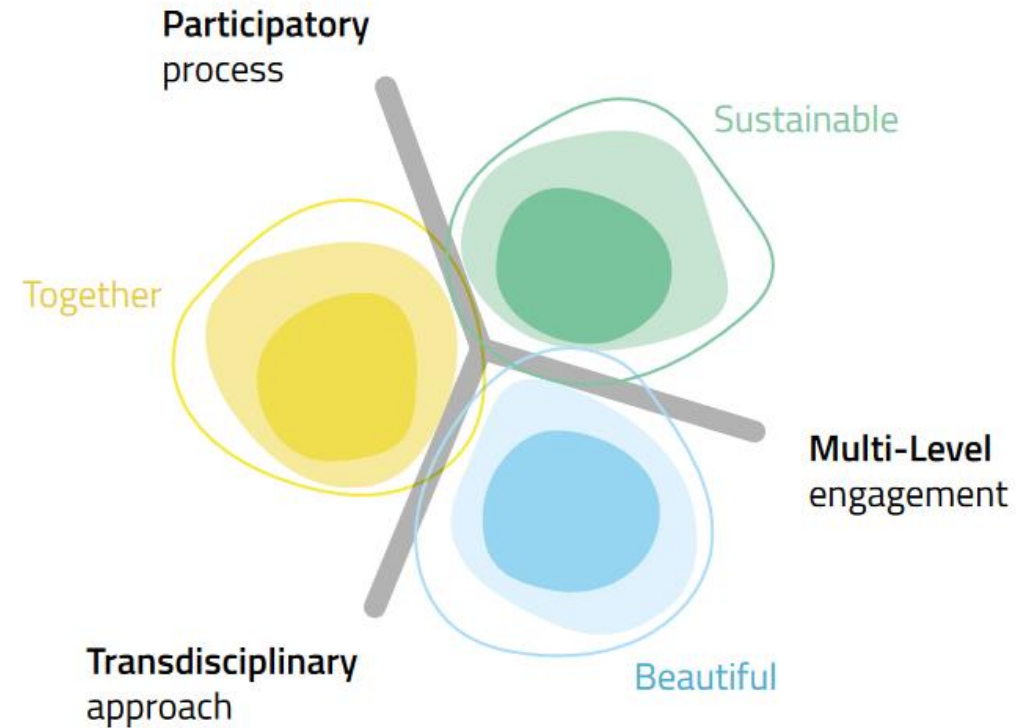 Participatory
process
Sustainable
Together
Multi-Level
engagement
Transdisciplinary
approach
Beautiful